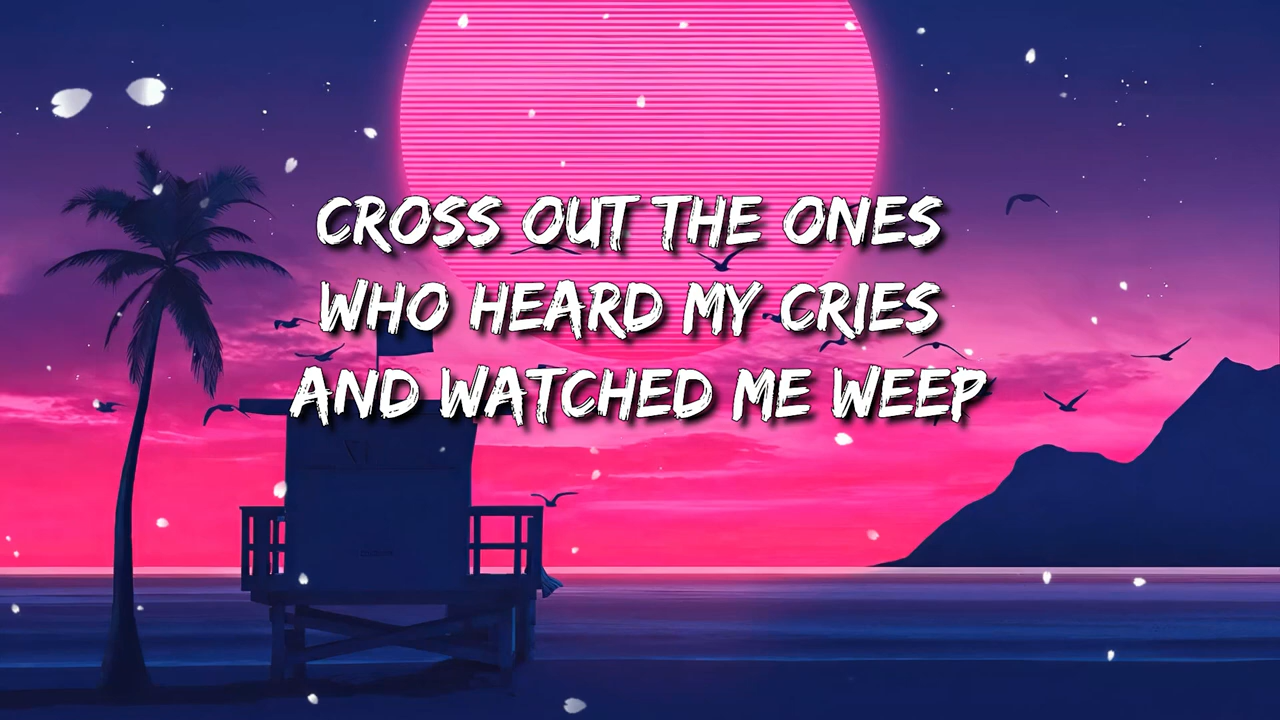 CROSS OUT THE ONES
WHO HEARD MY CRIES
AND WATCHED ME WEEP